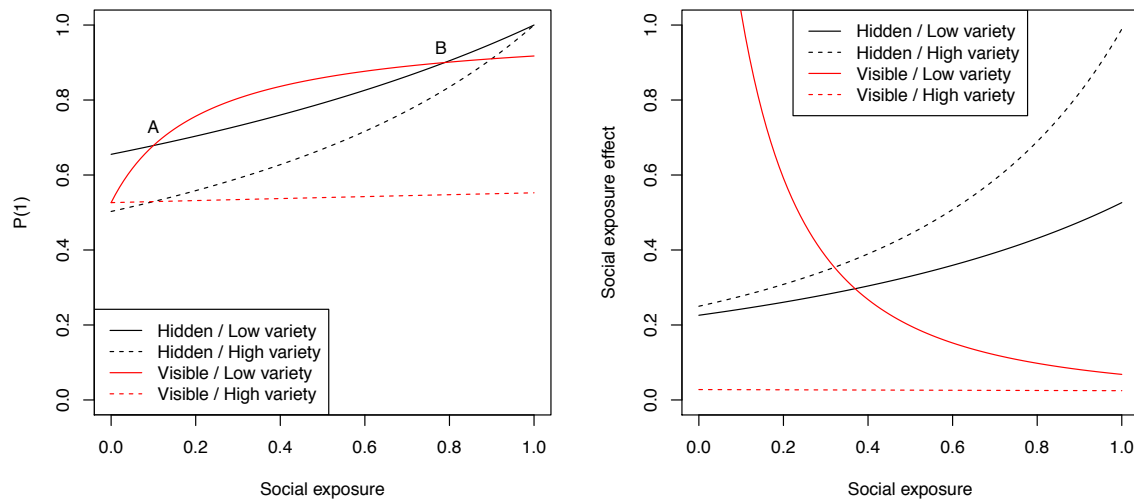 A
B
P(1)
1.0
0.8
0.6
0.4
0.2
0.0
Hidden / Low variety
Hidden / High variety
Visible / Low variety
Visible / High variety
0.0 0.2 0.4 0.6 0.8 1.0
Social exposure
Hidden / Low variety
Hidden / High variety
Visible / Low variety
Visible / High variety
Social exposure effect
1.0
0.8
0.6
0.4
0.2
0.0
0.0 0.2 0.4 0.6 0.8 1.0
Social exposure